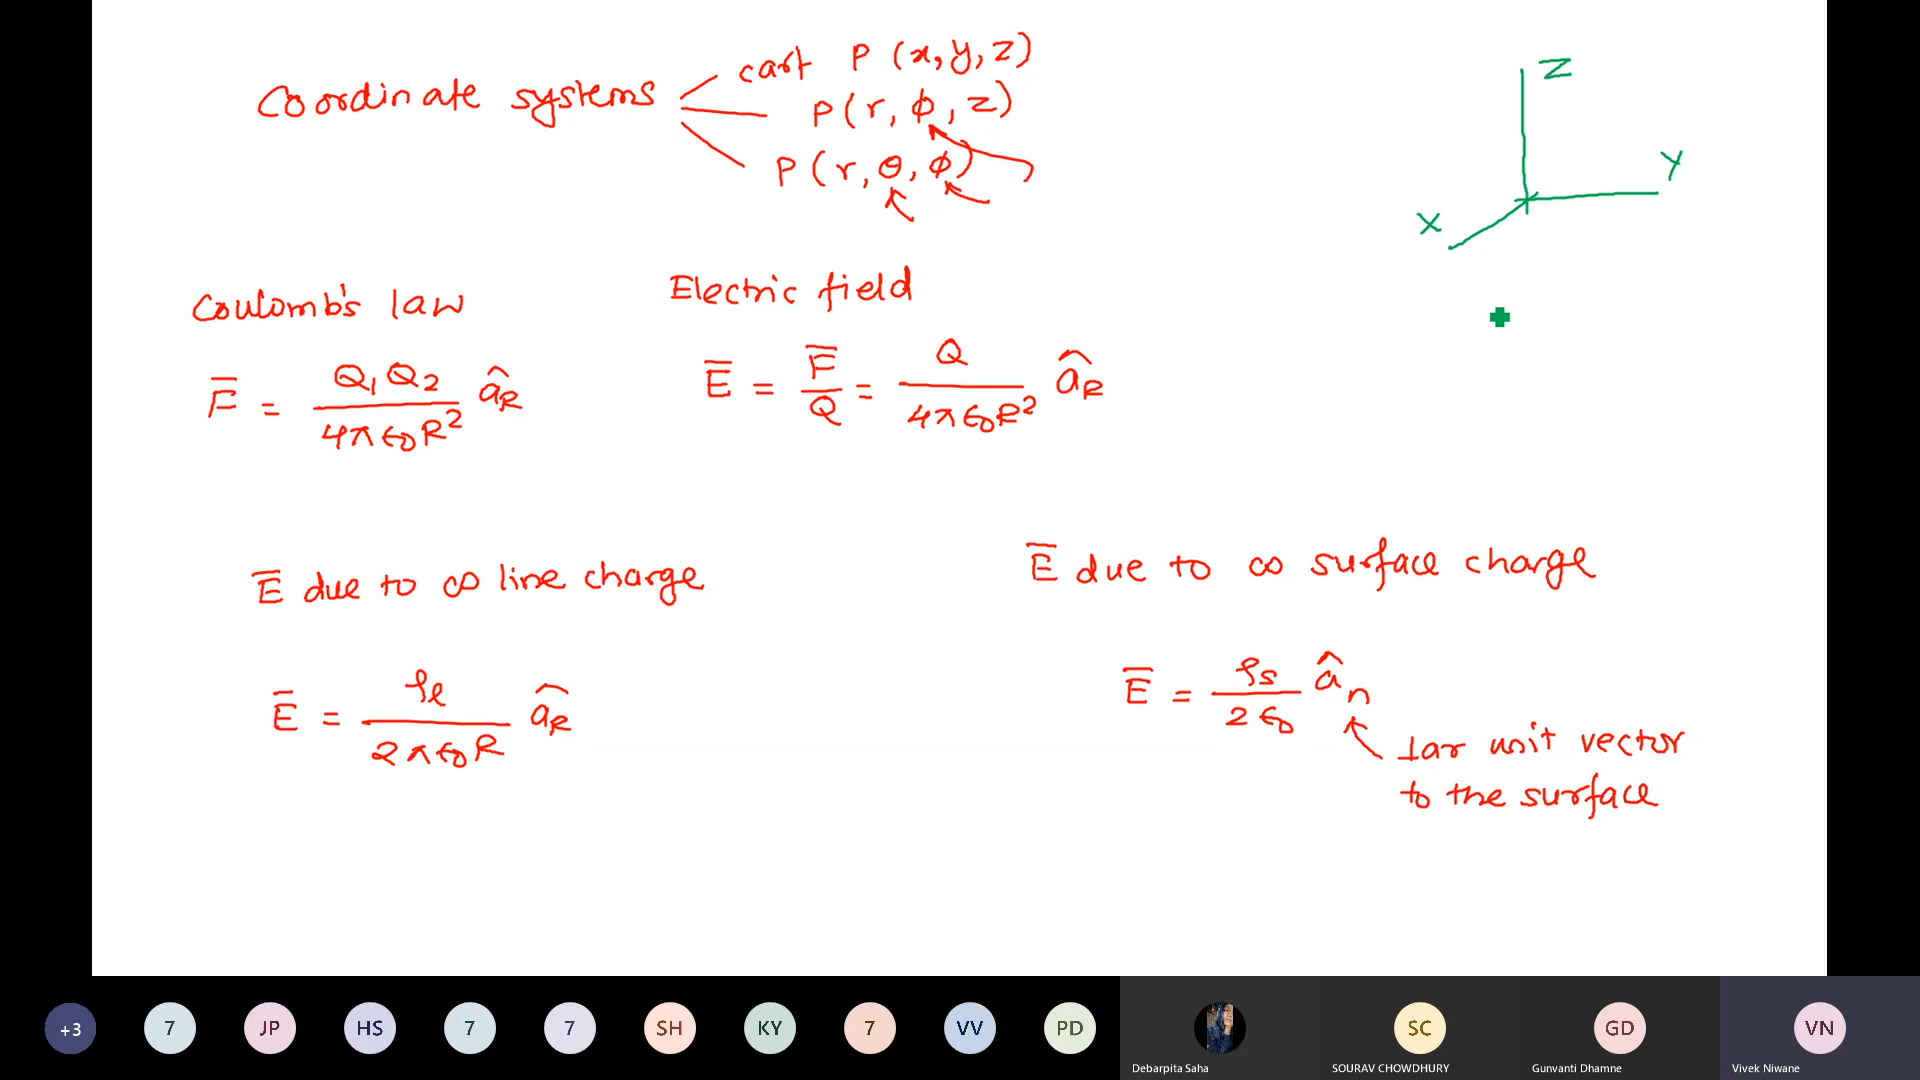 Coordinate systems
cart P (x, y, z)
P (r, ϕ, z)
P (r, θ, ϕ)
Z
Y
X
Coulomb's law
F̅ = Q₁Q₂ / 4πϵ₀R² âR
Electric field
E̅ = F̅/Q = Q / 4πϵ₀R² âR
E̅ due to ∞ line charge
E̅ = ρℓ / 2πϵ₀R âR
E̅ due to ∞ surface charge
E̅ = ρs / 2ϵ₀ ân
⊥ar unit vector
to the surface
+3 7 JP HS 7 7 SH KY 7 VV PD SC GD VN
Debarpita Saha SOURAV CHOWDHURY Gunvanti Dhamne Vivek Niwane